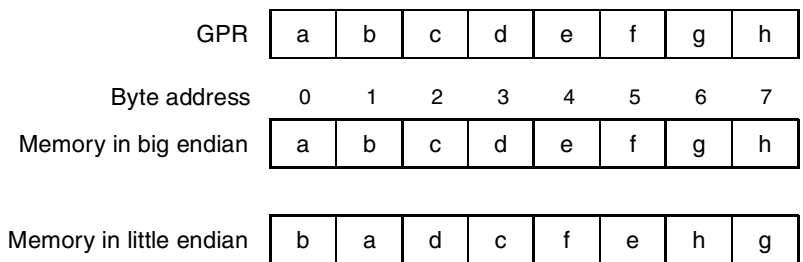 GPR a b c d e f g h
Byte address 0 1 2 3 4 5 6 7
Memory in big endian a b c d e f g h
Memory in little endian b a d c f e h g